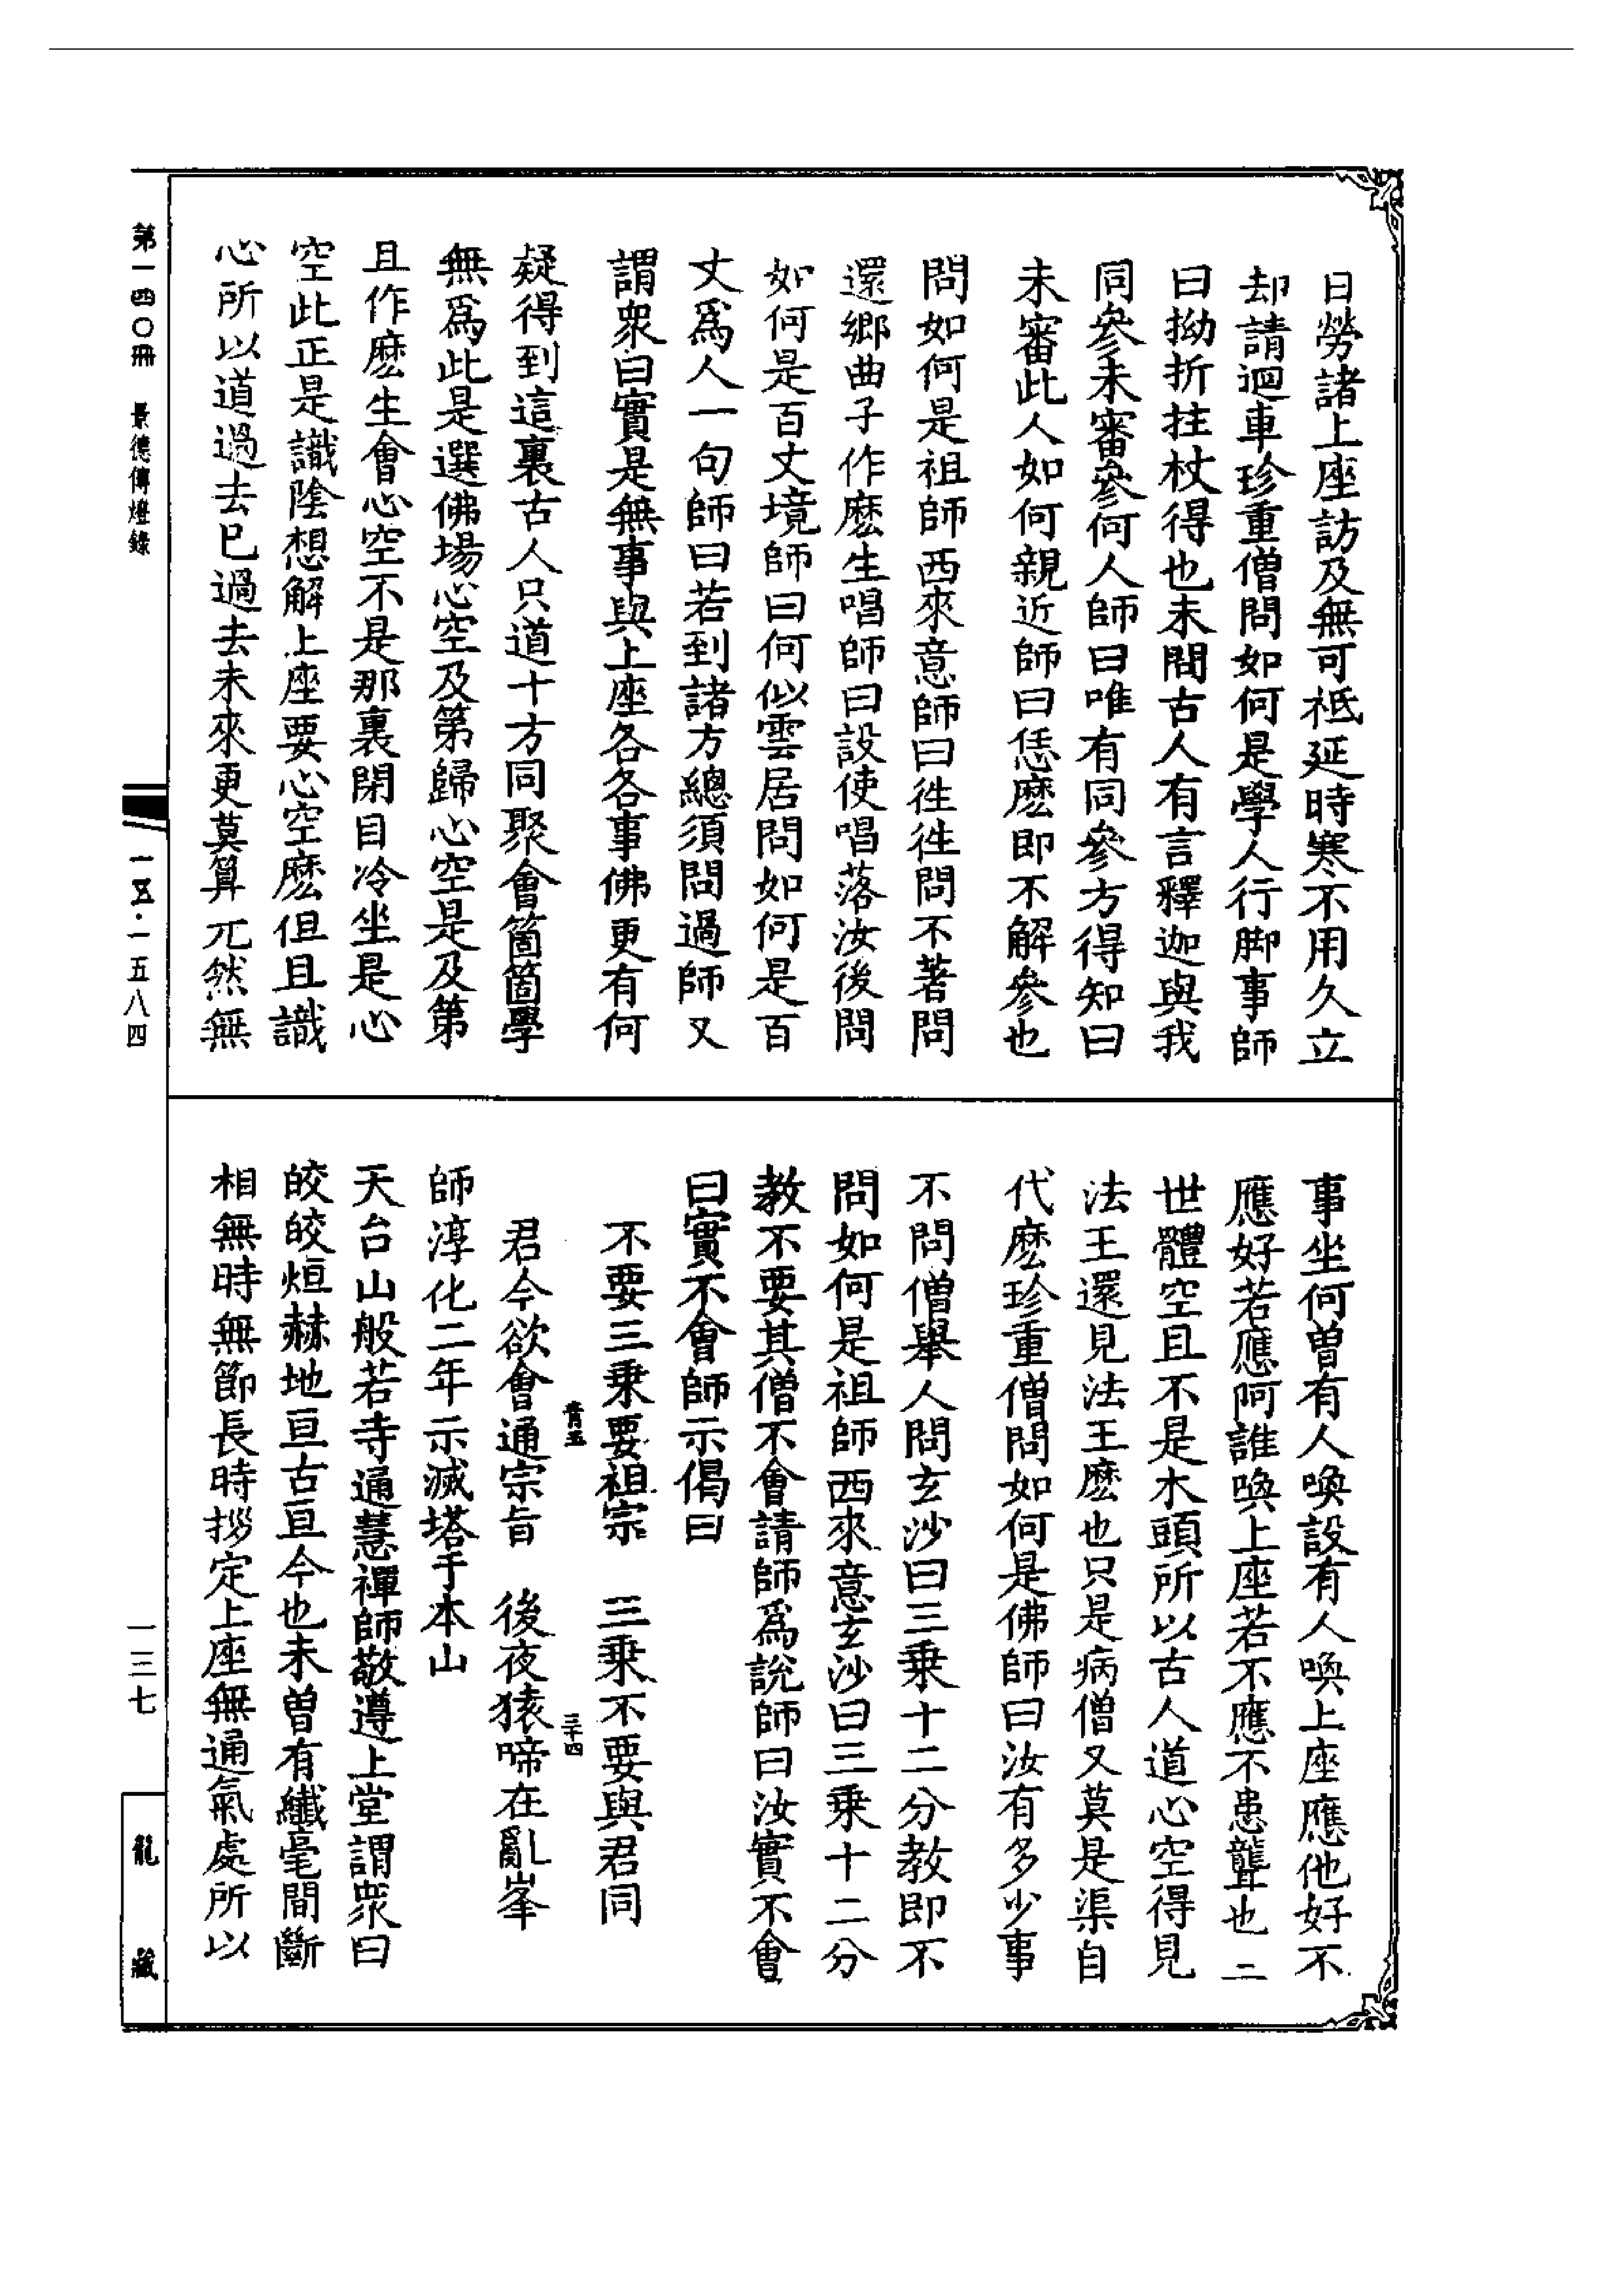 日勞諸上座訪及無可祇延時寒不用久立
却請迴車珍重僧問如何是學人行脚事師
曰拗折拄杖得也未問古人有言釋迦與我
同參未審參何人師曰唯有同參方得知曰
未審此人如何親近師曰恁麽即不解參也
問如何是祖師西來意師曰徃徃問不著問
還鄉曲子作麽生唱師曰設使唱落汝後問
如何是百丈境師曰何似雲居問如何是百
丈爲人一句師曰若到諸方總須問過師又
謂衆曰實是無事與上座各各事佛更有何
疑得到這裏古人只道十方同聚會箇箇學
無爲此是選佛場心空及第歸心空是及第
且作麽生會心空不是那裏閉目冷坐是心
空此正是識陰想解上座要心空麽但且識
心所以道過去已過去未來更莫算兀然無
事坐何曽有人喚設有人喚上座應他好不
應好若應阿誰喚上座若不應不患聾也二
世體空且不是木頭所以古人道心空得見
法王還見法王麽也只是病僧又莫是渠自
代麽珍重僧問如何是佛師曰汝有多少事
不問僧舉人問玄沙曰三乘十二分教即不
問如何是祖師西來意玄沙曰三乘十二分
教不要其僧不會請師爲說師曰汝實不會
曰實不會師示偈曰
不要三乘要祖宗　三乘不要與君同
青五　三十四
君今欲會通宗旨　後夜猿啼在亂峯
師淳化二年示滅塔于本山
天台山般若寺通慧禪師敬遵上堂謂衆曰
皎皎烜赫地亘古亘今也未曽有纖毫間斷
相無時無節長時拶定上座無通氣處所以
第一四〇冊　景德傳燈錄
一五·一五八四
一三七
龍藏